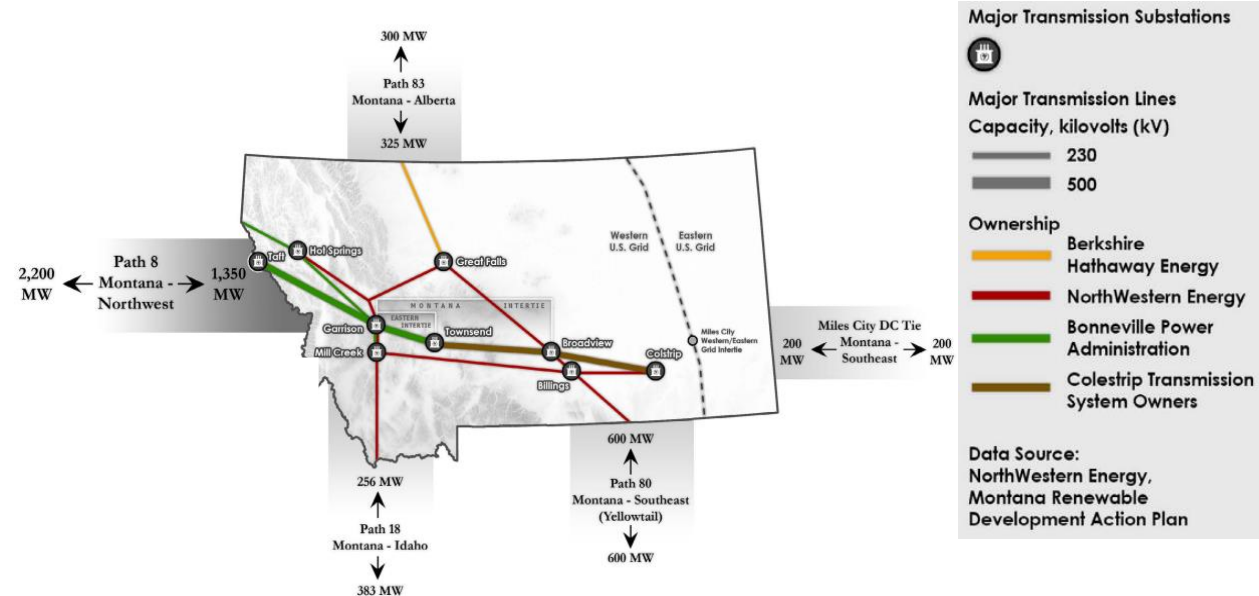 300 MW
Path 83
Montana - Alberta
325 MW
2,200
MW
Path 8
Montana -
Northwest
1,350
MW
Taft
Hot Springs
Great Falls
Western
U.S. Grid
Eastern
U.S. Grid
MONTANA INTERTIE
EASTERN
INTERTIE
Garrison
Townsend
Mill Creek
Broadview
Billings
Colstrip
Miles City
Western/Eastern
Grid Intertie
200
MW
Miles City DC Tie
Montana -
Southeast
200
MW
256 MW
Path 18
Montana - Idaho
383 MW
600 MW
Path 80
Montana - Southeast
(Yellowtail)
600 MW
Major Transmission Substations
Major Transmission Lines
Capacity, kilovolts (kV)
230
500
Ownership
Berkshire
Hathaway Energy
NorthWestern Energy
Bonneville Power
Administration
Colestrip Transmission
System Owners
Data Source:
NorthWestern Energy,
Montana Renewable
Development Action Plan